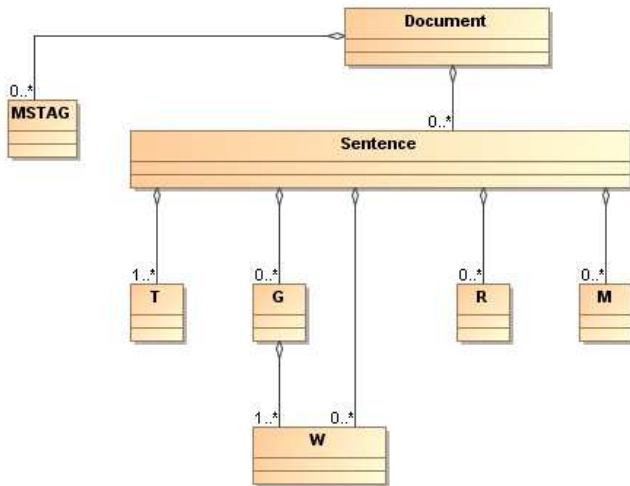 Document
0..*
MSTAG
0..*
Sentence
1..* 0..* 0..* 0..*
T G R M
1..* 0..*
W